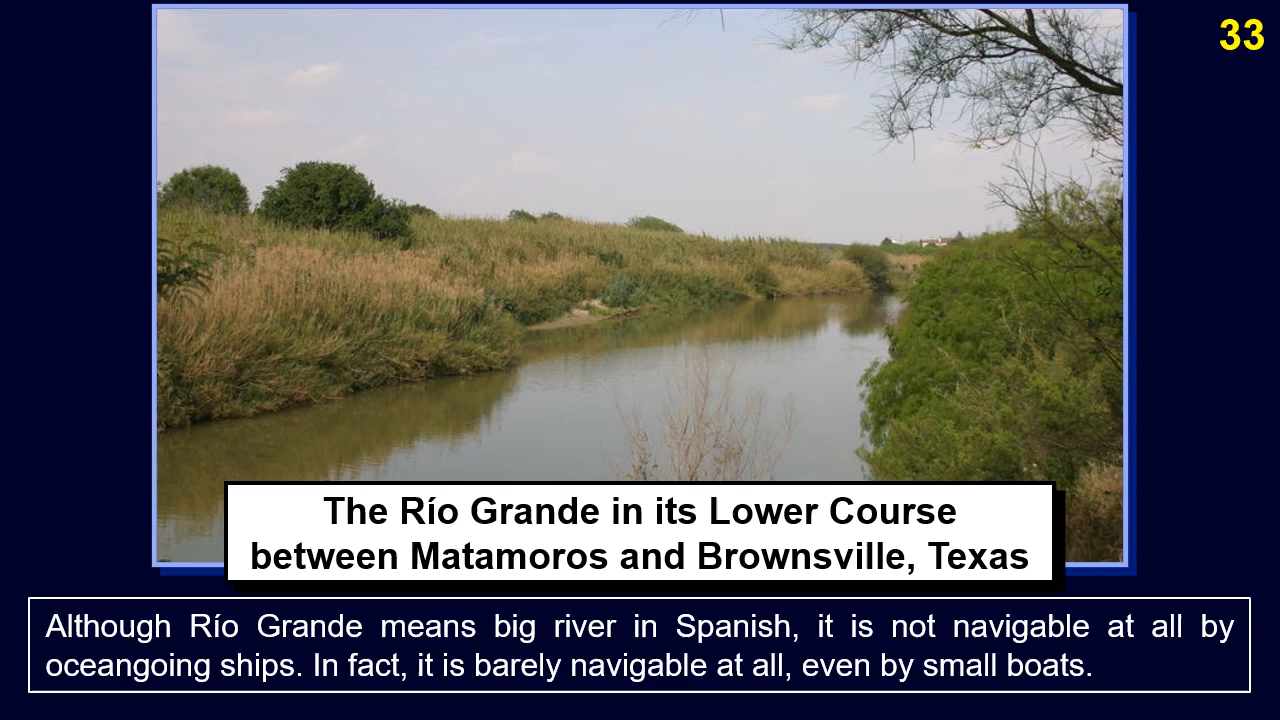 33
The Río Grande in its Lower Course
between Matamoros and Brownsville, Texas
Although Río Grande means big river in Spanish, it is not navigable at all by
oceangoing ships. In fact, it is barely navigable at all, even by small boats.